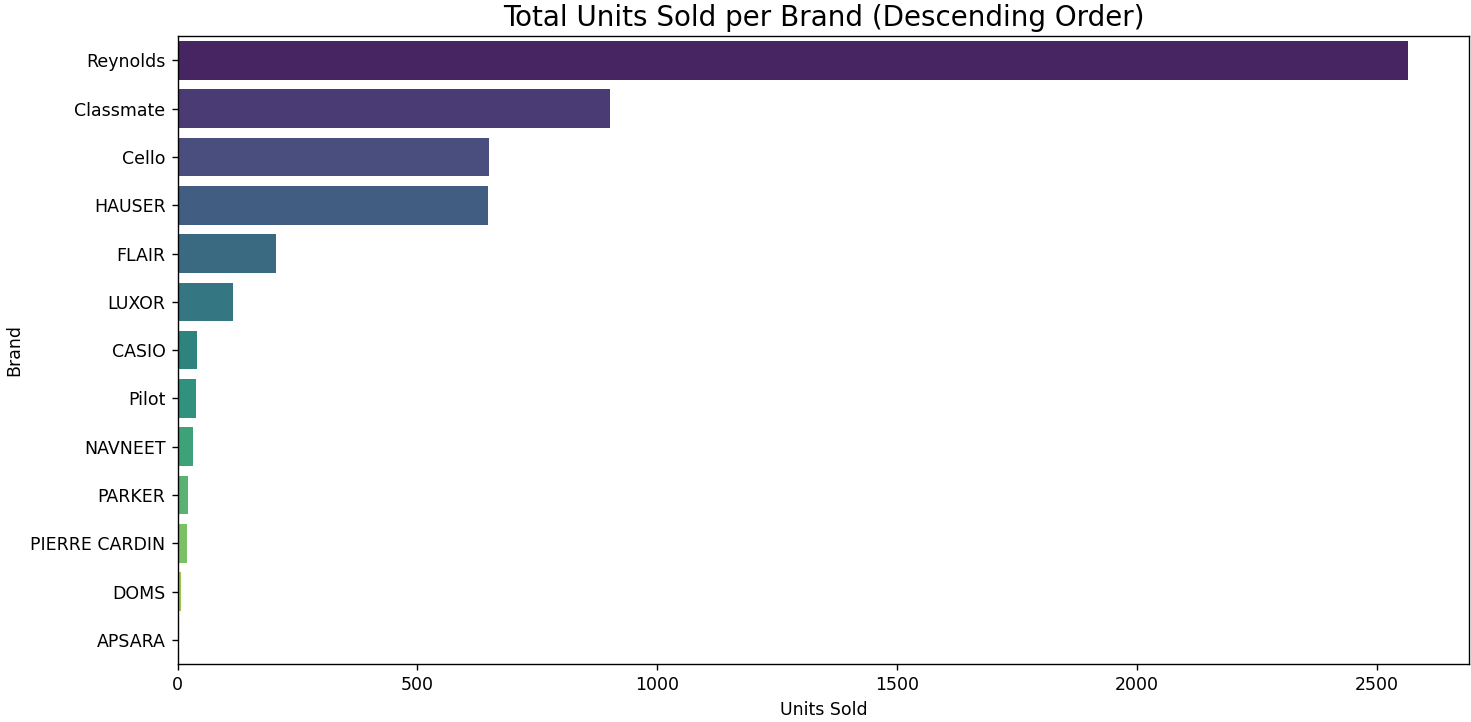 Total Units Sold per Brand (Descending Order)
Reynolds
Classmate
Cello
HAUSER
FLAIR
LUXOR
CASIO
Pilot
NAVNEET
PARKER
PIERRE CARDIN
DOMS
APSARA
Brand
0 500 1000 1500 2000 2500
Units Sold